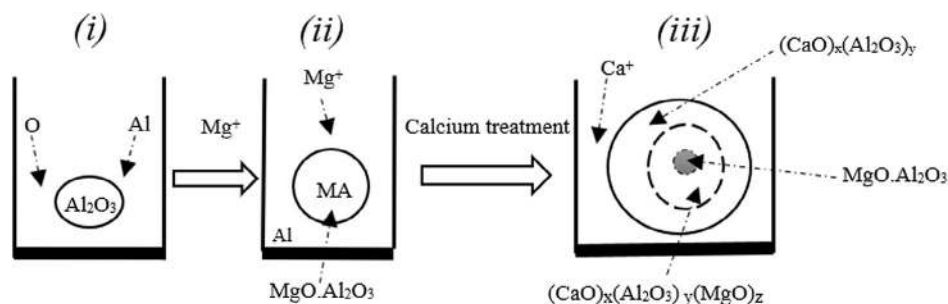 (i)
(ii)
(iii)
O
Al
Al₂O₃
Mg⁺
Mg⁺
MA
Al
MgO.Al₂O₃
Calcium treatment
Ca⁺
(CaO)ₓ(Al₂O₃)ᵧ
MgO.Al₂O₃
(CaO)ₓ(Al₂O₃) ᵧ(MgO)z